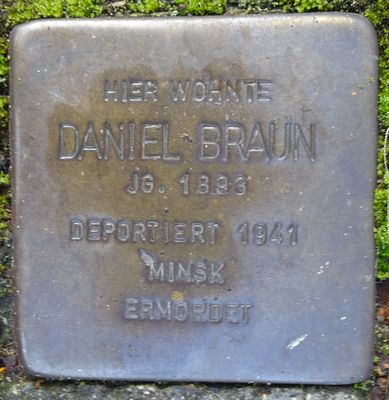 HIER WOHNTE
DANIEL BRAUN
JG. 1893
DEPORTIERT 1941
MINSK
ERMORDET